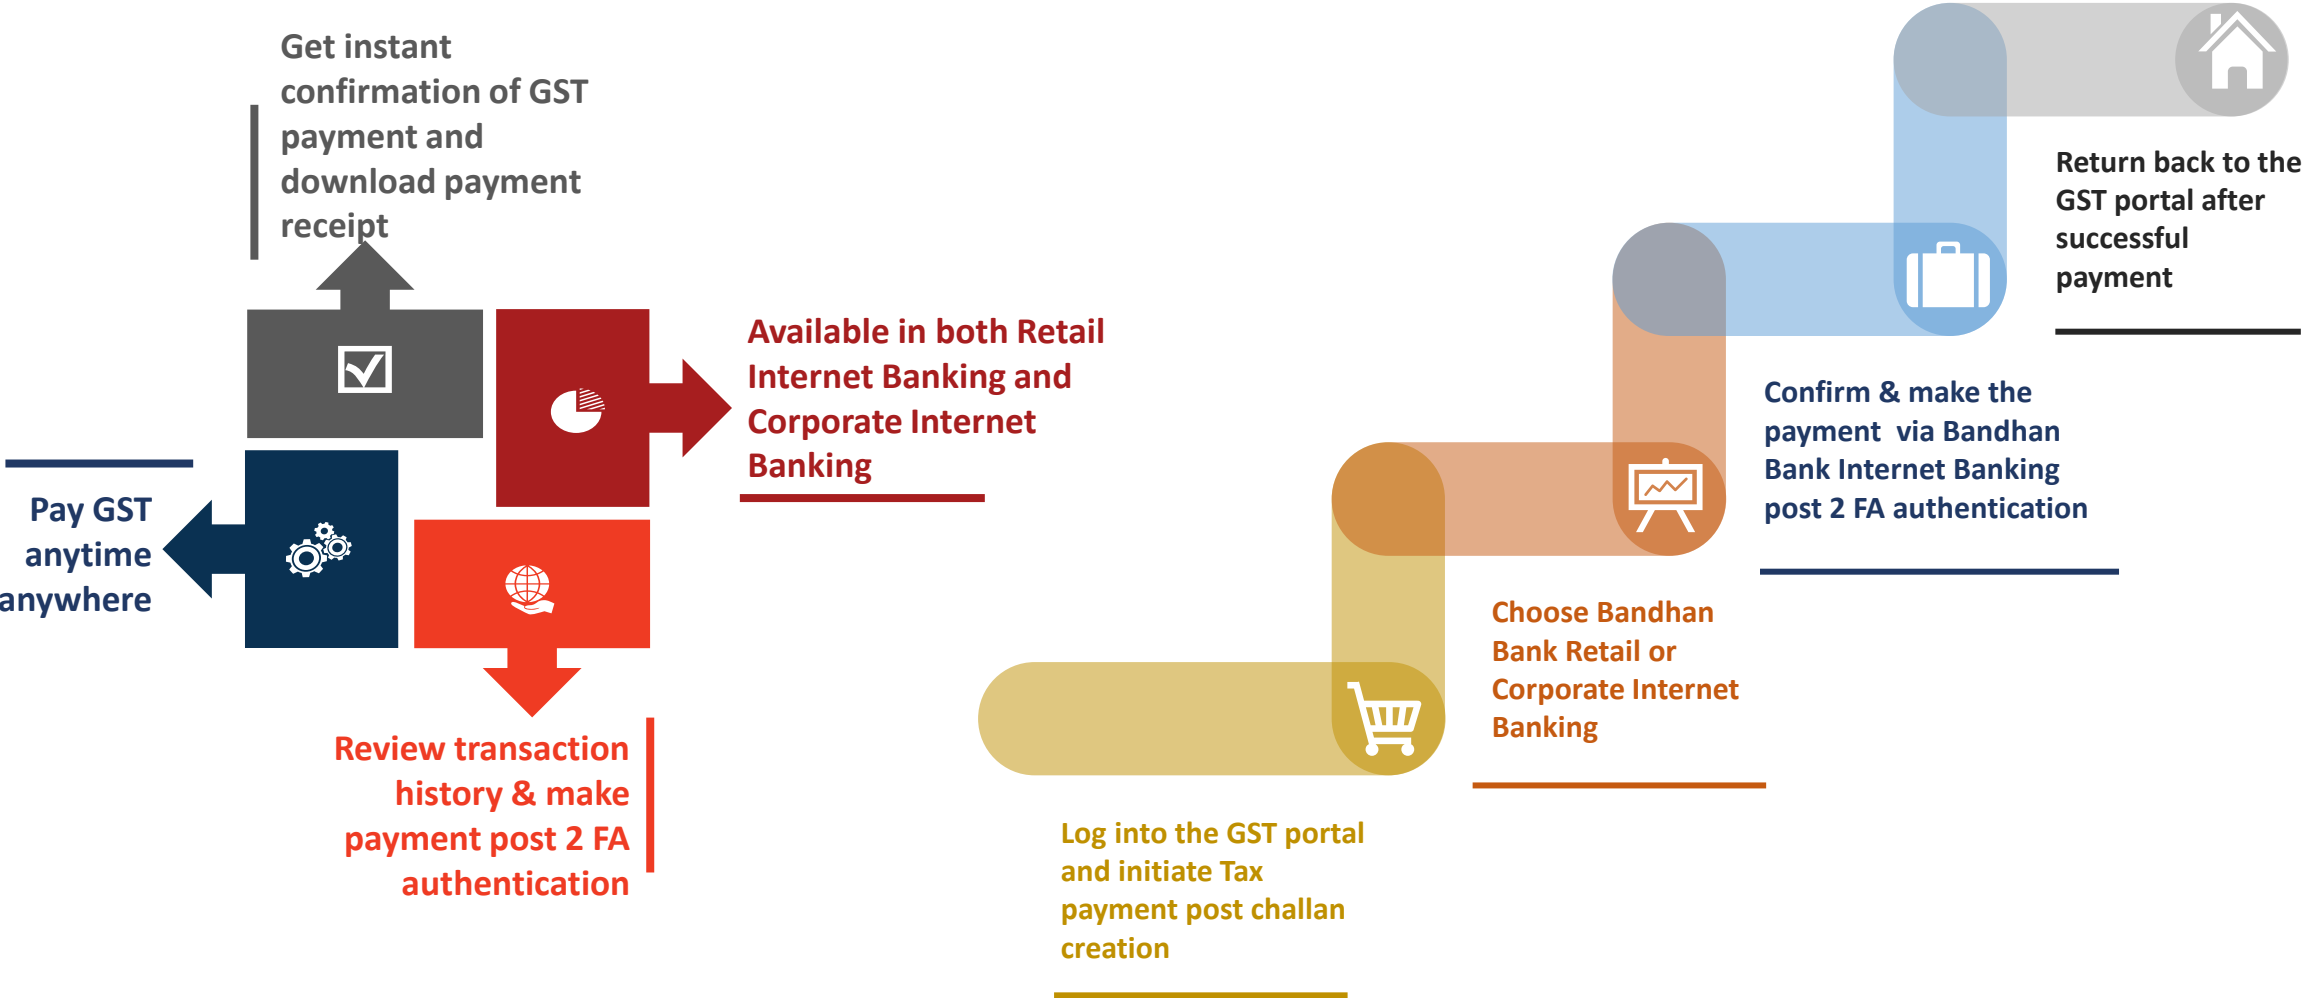 Get instant
confirmation of GST
payment and
download payment
receipt
Available in both Retail
Internet Banking and
Corporate Internet
Banking
Pay GST
anytime
anywhere
Review transaction
history & make
payment post 2 FA
authentication
Log into the GST portal
and initiate Tax
payment post challan
creation
Choose Bandhan
Bank Retail or
Corporate Internet
Banking
Confirm & make the
payment via Bandhan
Bank Internet Banking
post 2 FA authentication
Return back to the
GST portal after
successful
payment